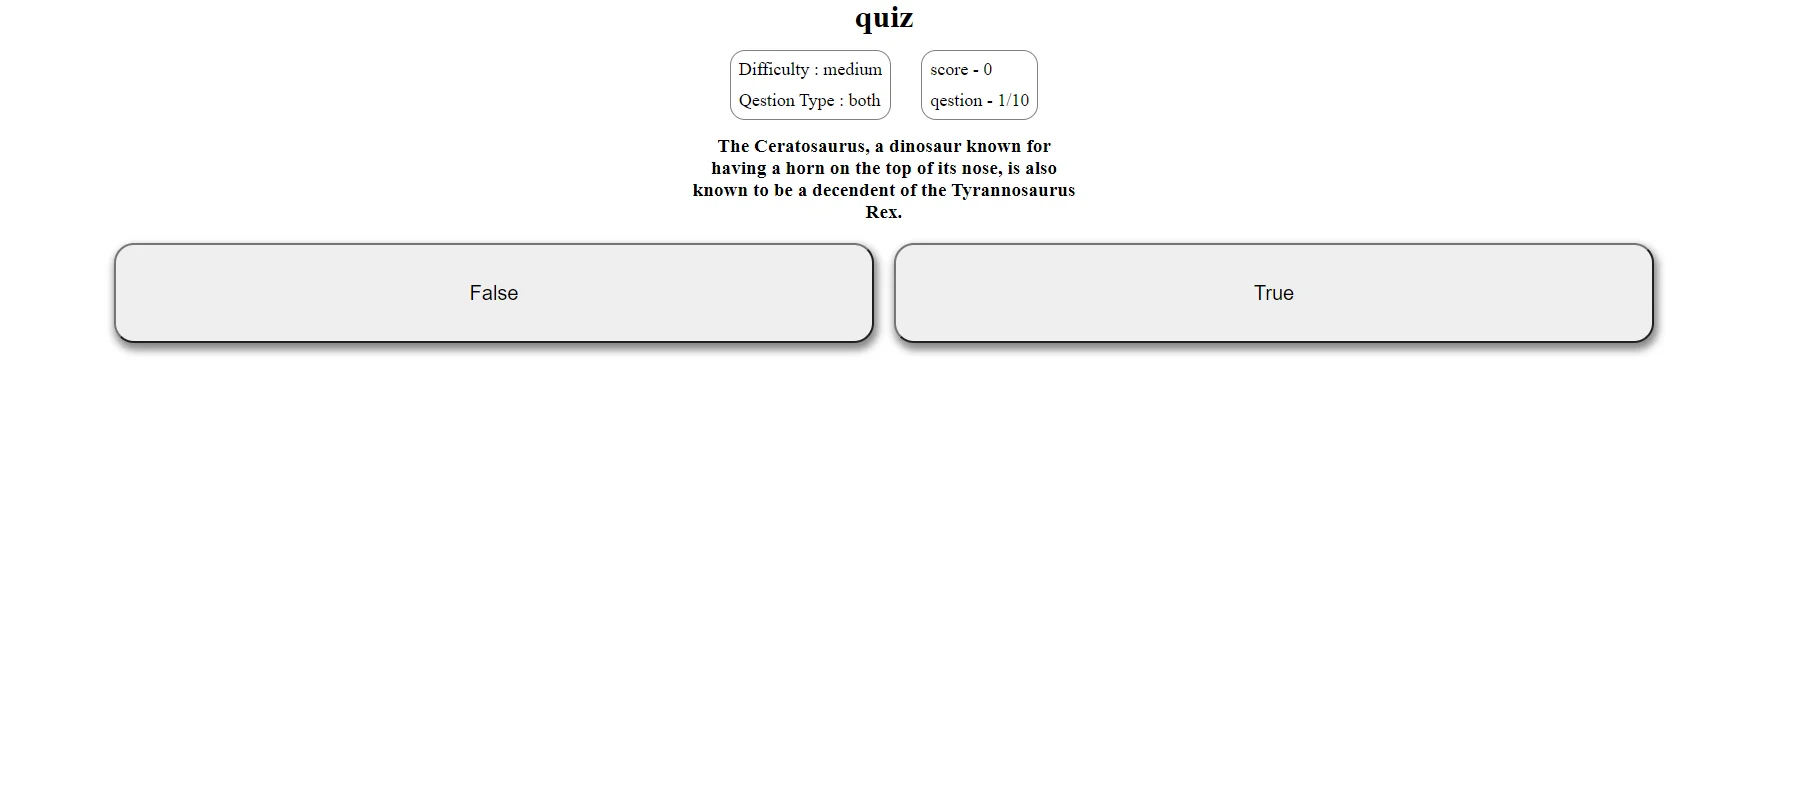 quiz
Difficulty : medium
Qestion Type : both
score - 0
qestion - 1/10
The Ceratosaurus, a dinosaur known for
having a horn on the top of its nose, is also
known to be a decendent of the Tyrannosaurus
Rex.
False
True